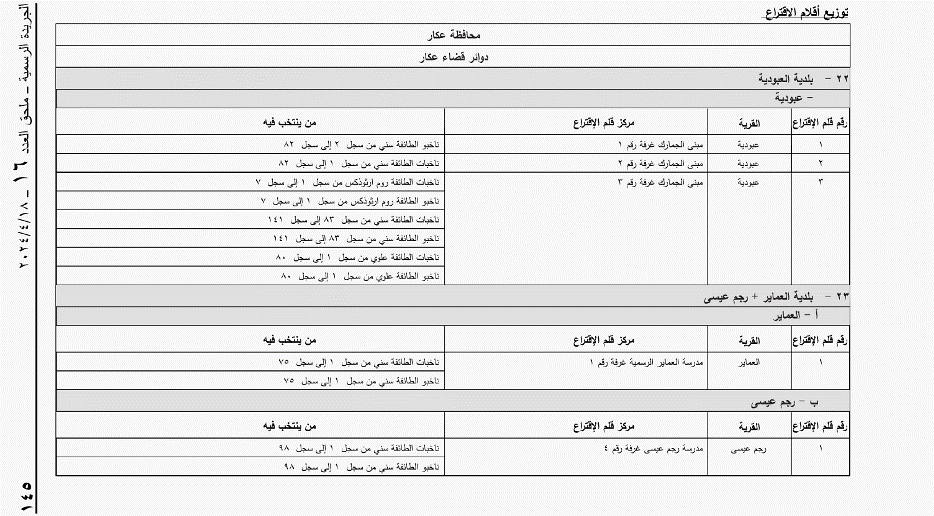 توزيع أقلام الاقتراع
محافظة عكار
دوائر قضاء عكار
٢٢ - بلدية العبودية
- عبودية
رقم قلم الإقتراع القرية مركز قلم الإقتراع من ينتخب فيه
١ عبودية مبنى الجمارك غرفة رقم ١ ناخبو الطائفة سني من سجل ٢ إلى سجل ٨٢
٢ عبودية مبنى الجمارك غرفة رقم ٢ ناخبات الطائفة سني من سجل ١ إلى سجل ٨٢
٣ عبودية مبنى الجمارك غرفة رقم ٣ ناخبات الطائفة روم ارثوذكس من سجل ١ إلى سجل ٧
ناخبو الطائفة روم ارثوذكس من سجل ١ إلى سجل ٧
ناخبات الطائفة سني من سجل ٨٣ إلى سجل ١٤١
ناخبو الطائفة سني من سجل ٨٣ إلى سجل ١٤١
ناخبات الطائفة علوي من سجل ١ إلى سجل ٨٠
ناخبو الطائفة علوي من سجل ١ إلى سجل ٨٠
٢٣ - بلدية العماير + رجم عيسى
أ - العماير
رقم قلم الإقتراع القرية مركز قلم الإقتراع من ينتخب فيه
١ العماير مدرسة العماير الرسمية غرفة رقم ١ ناخبات الطائفة سني من سجل ١ إلى سجل ٧٥
ناخبو الطائفة سني من سجل ١ إلى سجل ٧٥
ب - رجم عيسى
رقم قلم الإقتراع القرية مركز قلم الإقتراع من ينتخب فيه
١ رجم عيسى مدرسة رجم عيسى غرفة رقم ٤ ناخبات الطائفة سني من سجل ١ إلى سجل ٩٨
ناخبو الطائفة سني من سجل ١ إلى سجل ٩٨
الجريدة الرسمية - ملحق العدد ١٦ - ٢٠٢٤/٤/١٨
١٤٥